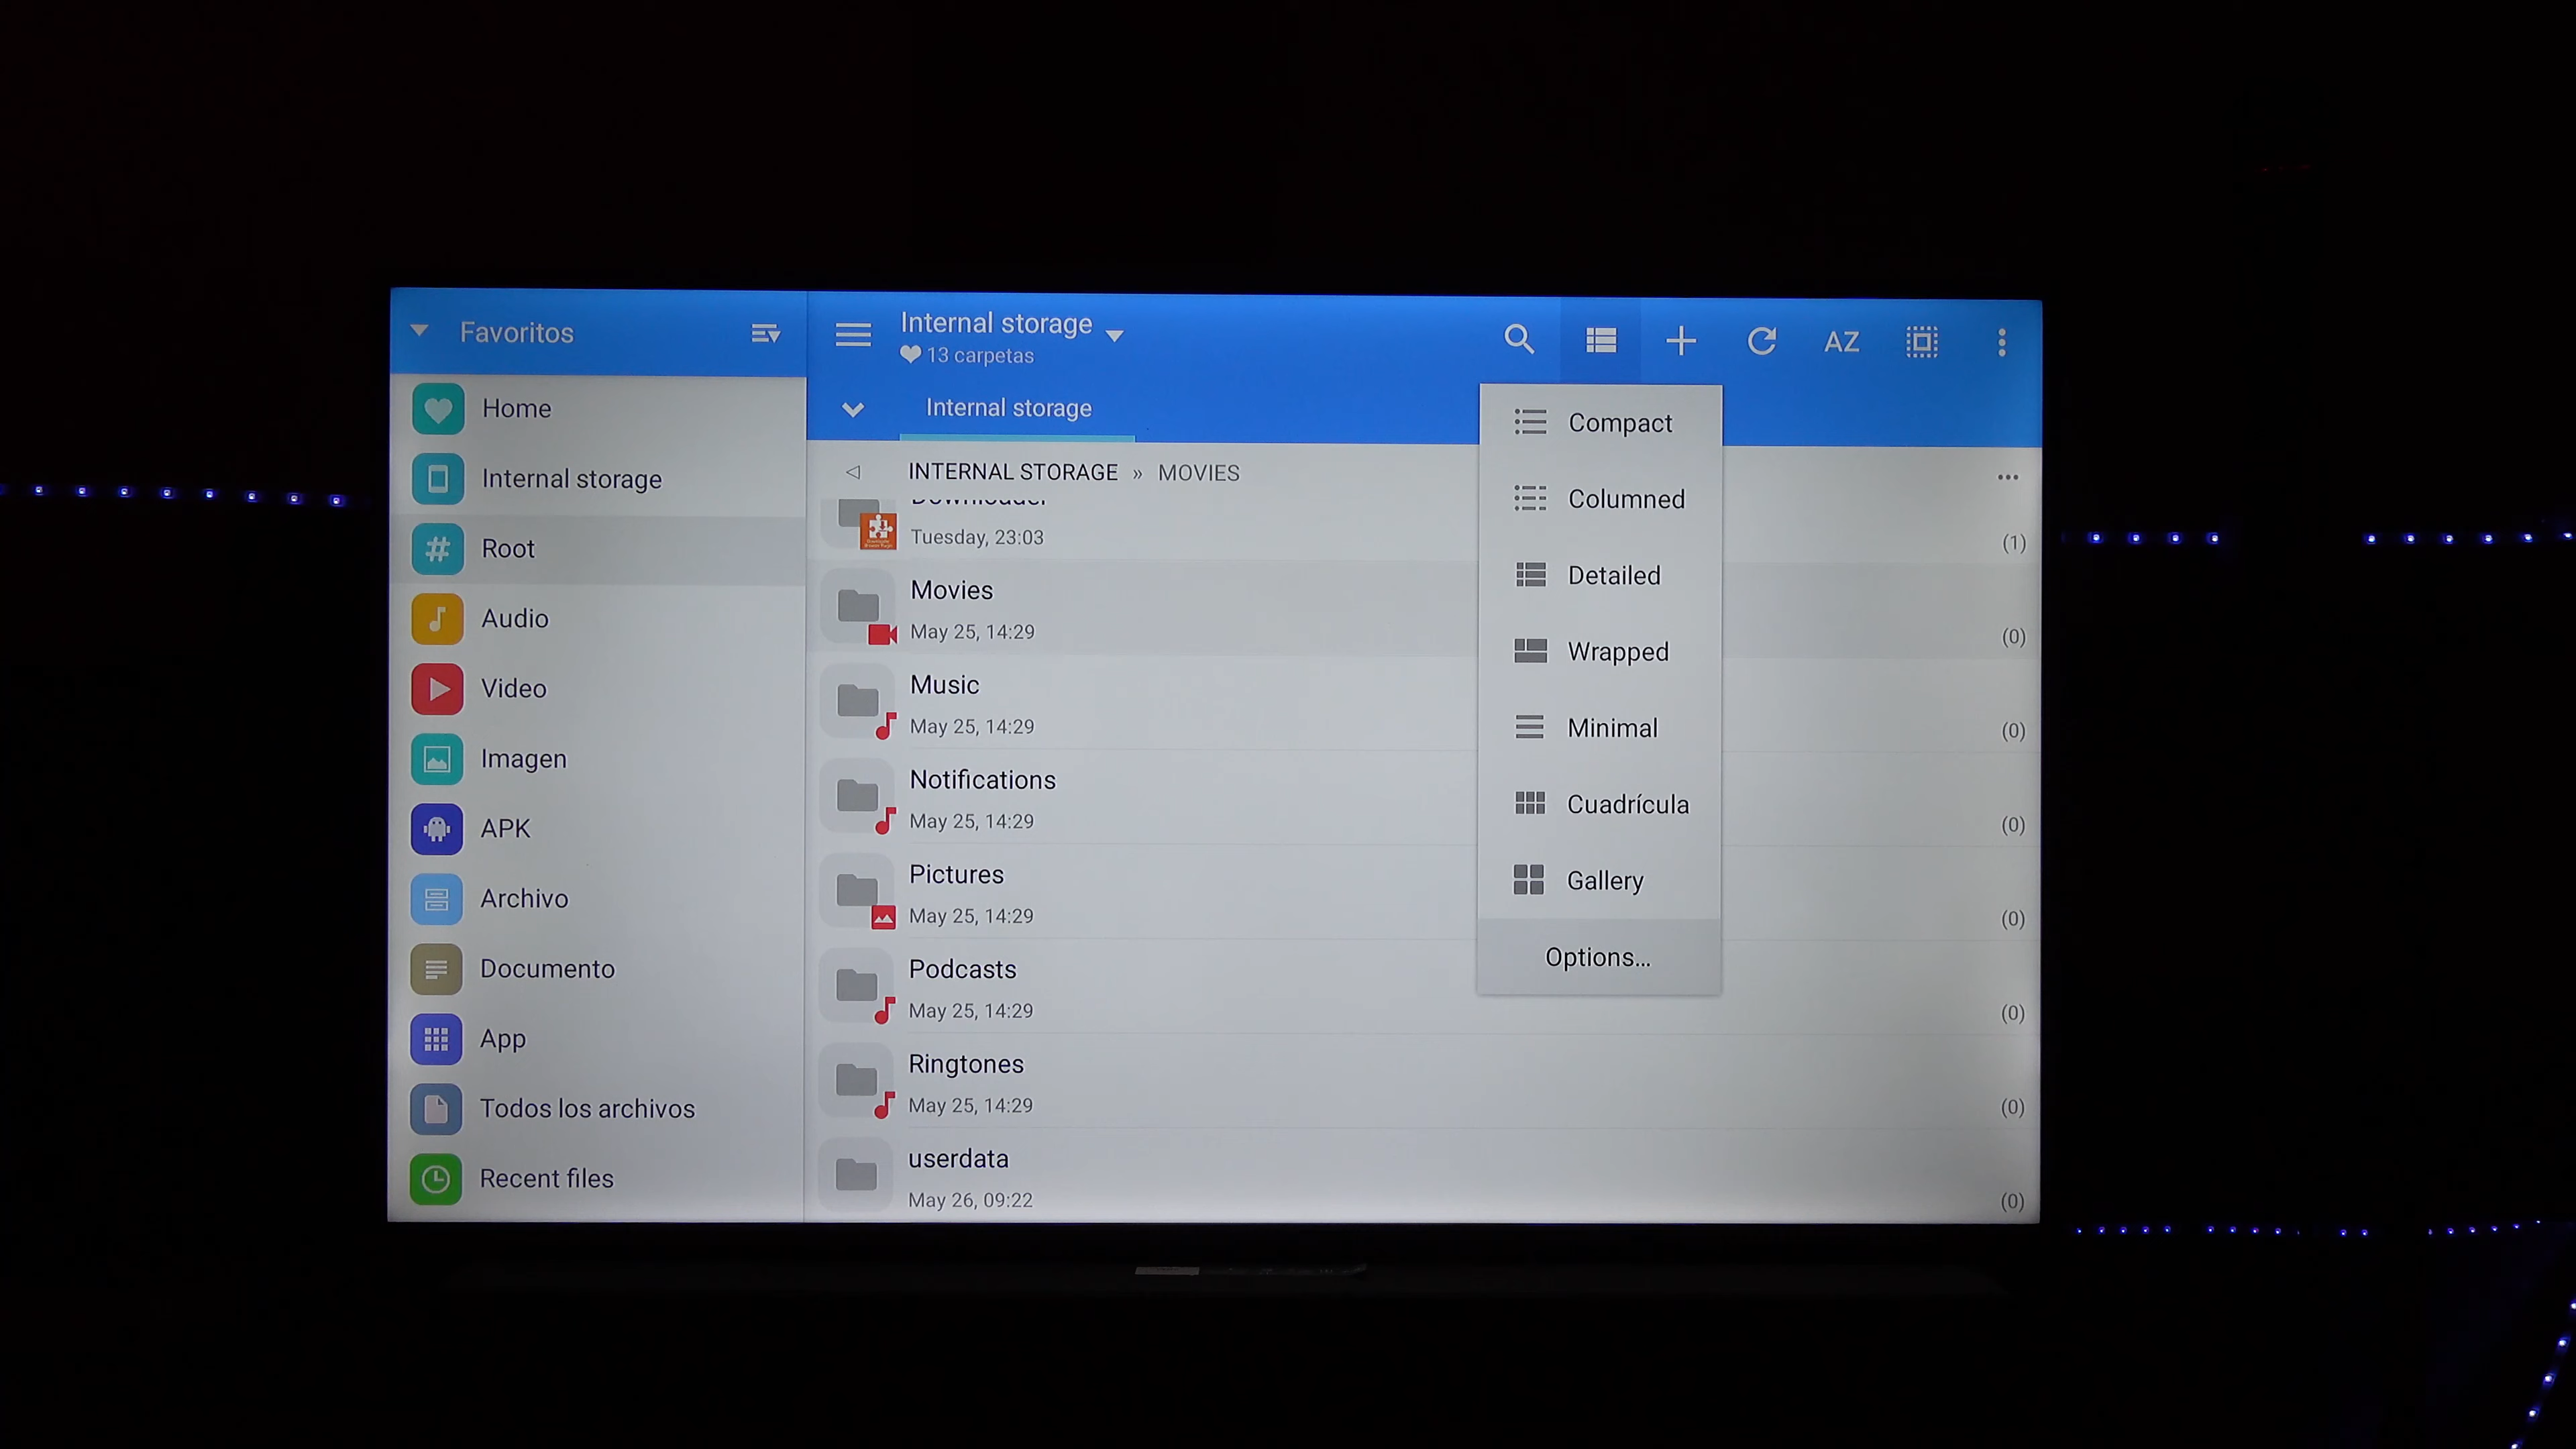 Favoritos
Home
Internal storage
Root
Audio
Video
Imagen
APK
Archivo
Documento
App
Todos los archivos
Recent files
Internal storage
13 carpetas
AZ
Internal storage
INTERNAL STORAGE » MOVIES
Downloader
Tuesday, 23:03
(1)
Movies
May 25, 14:29
(0)
Music
May 25, 14:29
(0)
Notifications
May 25, 14:29
(0)
Pictures
May 25, 14:29
(0)
Podcasts
May 25, 14:29
(0)
Ringtones
May 25, 14:29
(0)
userdata
May 26, 09:22
(0)
Compact
Columned
Detailed
Wrapped
Minimal
Cuadrícula
Gallery
Options...